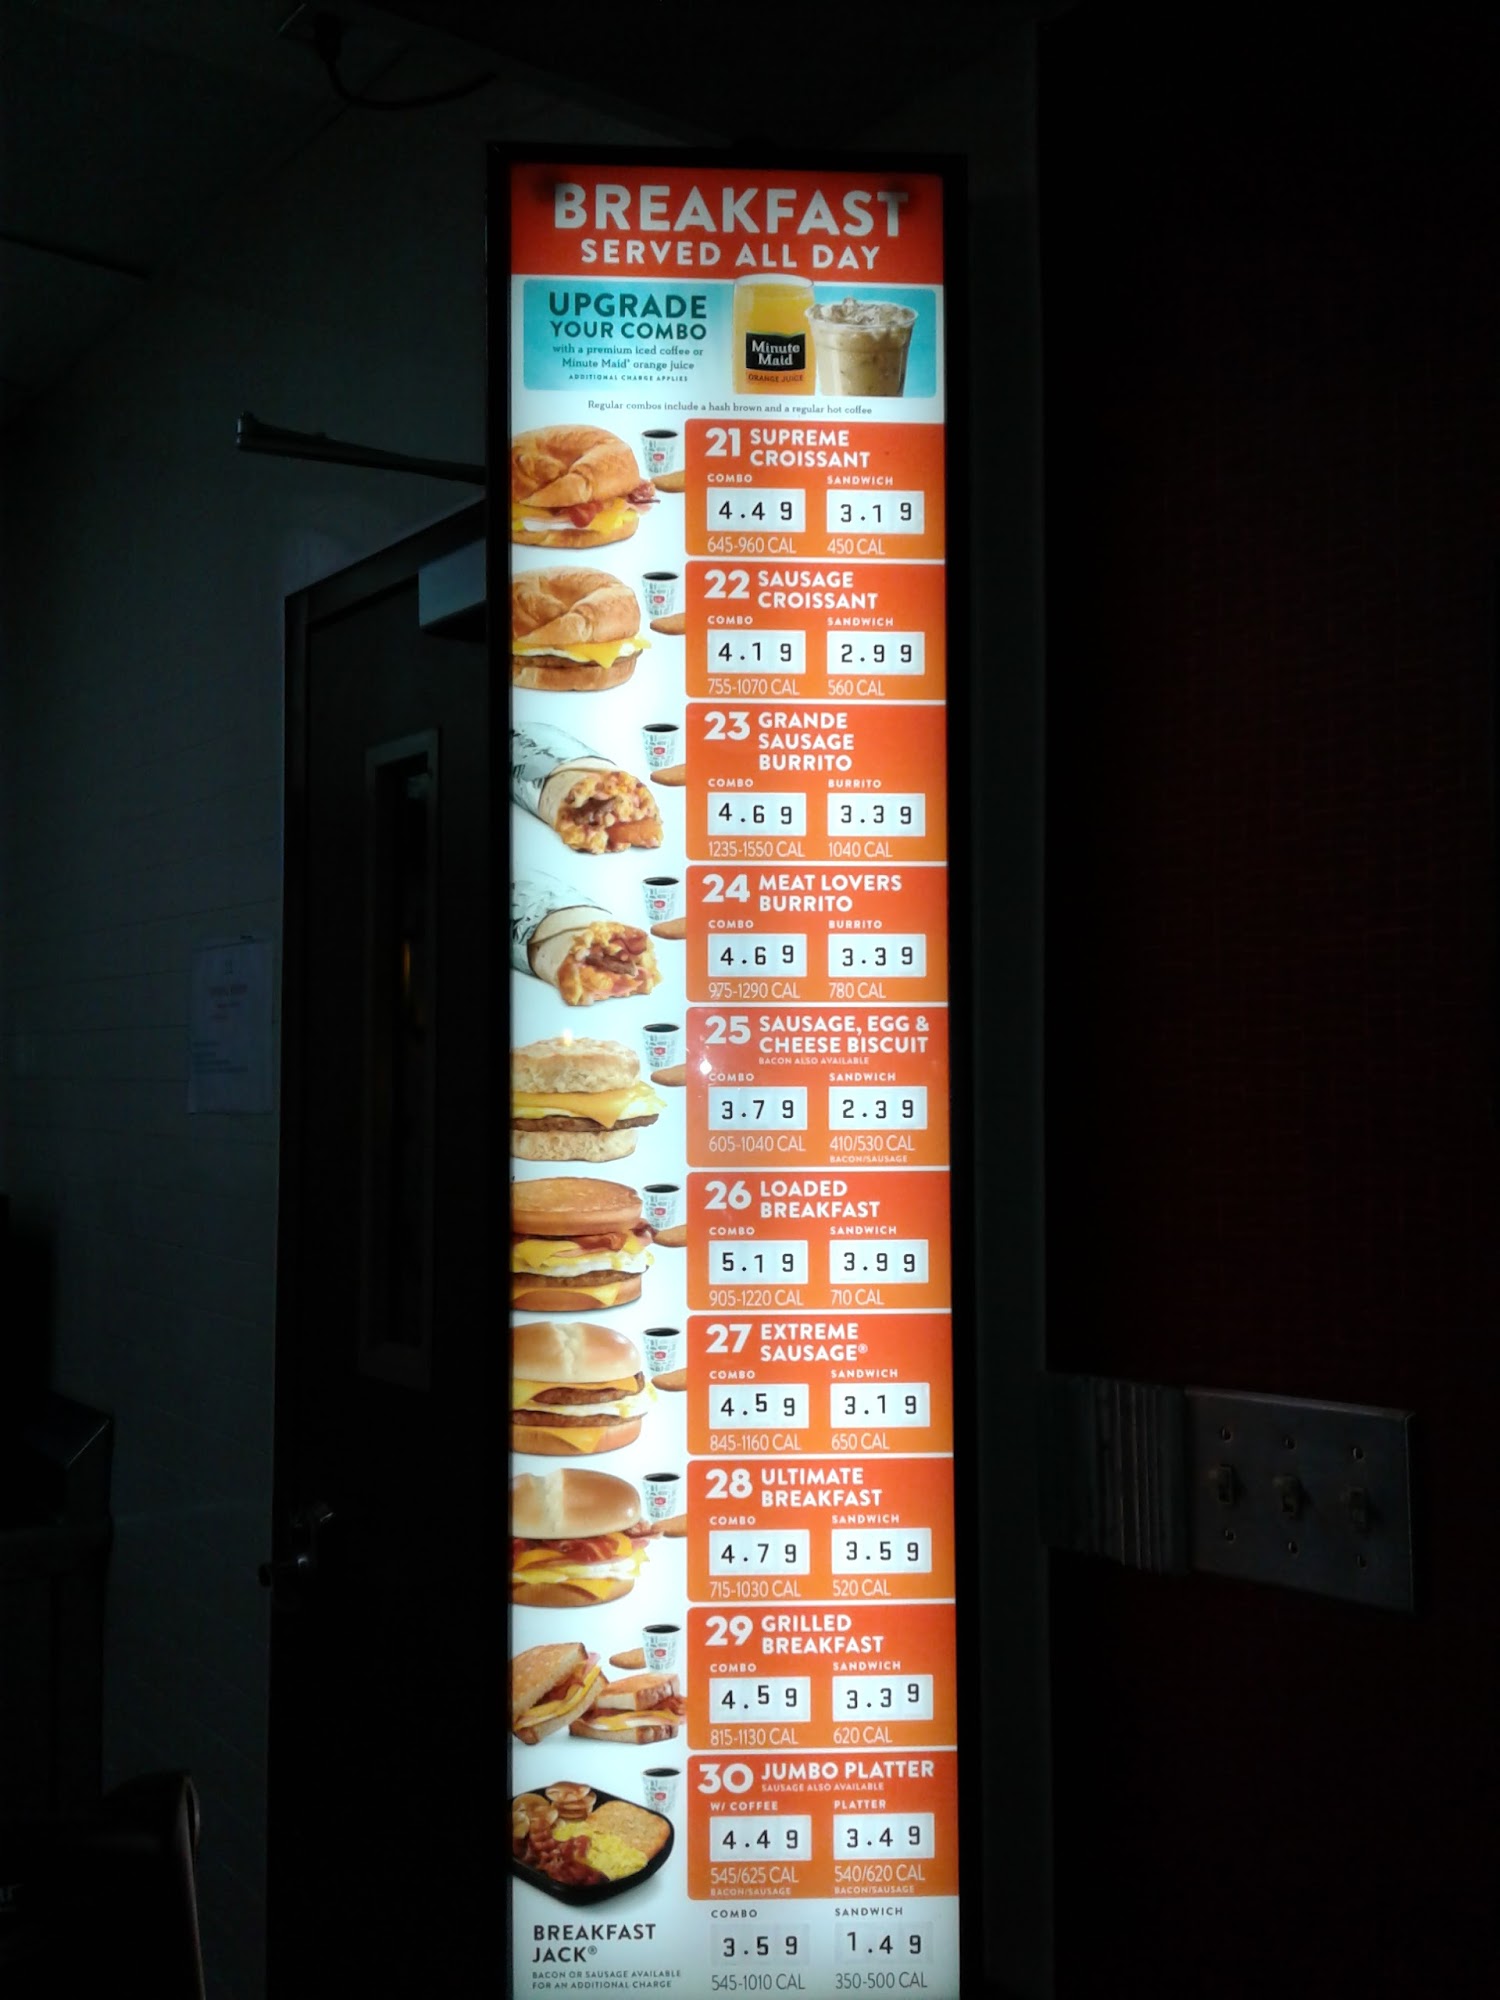 BREAKFAST
SERVED ALL DAY
UPGRADE
YOUR COMBO
with a premium iced coffee or
Minute Maid® orange juice
ADDITIONAL CHARGE APPLIES
Minute
Maid
ORANGE JUICE
Regular combos include a hash brown and a regular hot coffee
21 SUPREME
CROISSANT
COMBO SANDWICH
4.49 3.19
645-960 CAL 450 CAL
22 SAUSAGE
CROISSANT
COMBO SANDWICH
4.19 2.99
755-1070 CAL 560 CAL
23 GRANDE
SAUSAGE
BURRITO
COMBO BURRITO
4.69 3.39
1235-1550 CAL 1040 CAL
24 MEAT LOVERS
BURRITO
COMBO BURRITO
4.69 3.39
975-1290 CAL 780 CAL
25 SAUSAGE, EGG &
CHEESE BISCUIT
BACON ALSO AVAILABLE
COMBO SANDWICH
3.79 2.39
605-1040 CAL 410/530 CAL
BACON/SAUSAGE
26 LOADED
BREAKFAST
COMBO SANDWICH
5.19 3.99
905-1220 CAL 710 CAL
27 EXTREME
SAUSAGE®
COMBO SANDWICH
4.59 3.19
845-1160 CAL 650 CAL
28 ULTIMATE
BREAKFAST
COMBO SANDWICH
4.79 3.59
715-1030 CAL 520 CAL
29 GRILLED
BREAKFAST
COMBO SANDWICH
4.59 3.39
815-1130 CAL 620 CAL
30 JUMBO PLATTER
SAUSAGE ALSO AVAILABLE
W/ COFFEE PLATTER
4.49 3.49
545/625 CAL 540/620 CAL
BACON/SAUSAGE BACON/SAUSAGE
BREAKFAST
JACK®
BACON OR SAUSAGE AVAILABLE
FOR AN ADDITIONAL CHARGE
COMBO SANDWICH
3.59 1.49
545-1010 CAL 350-500 CAL